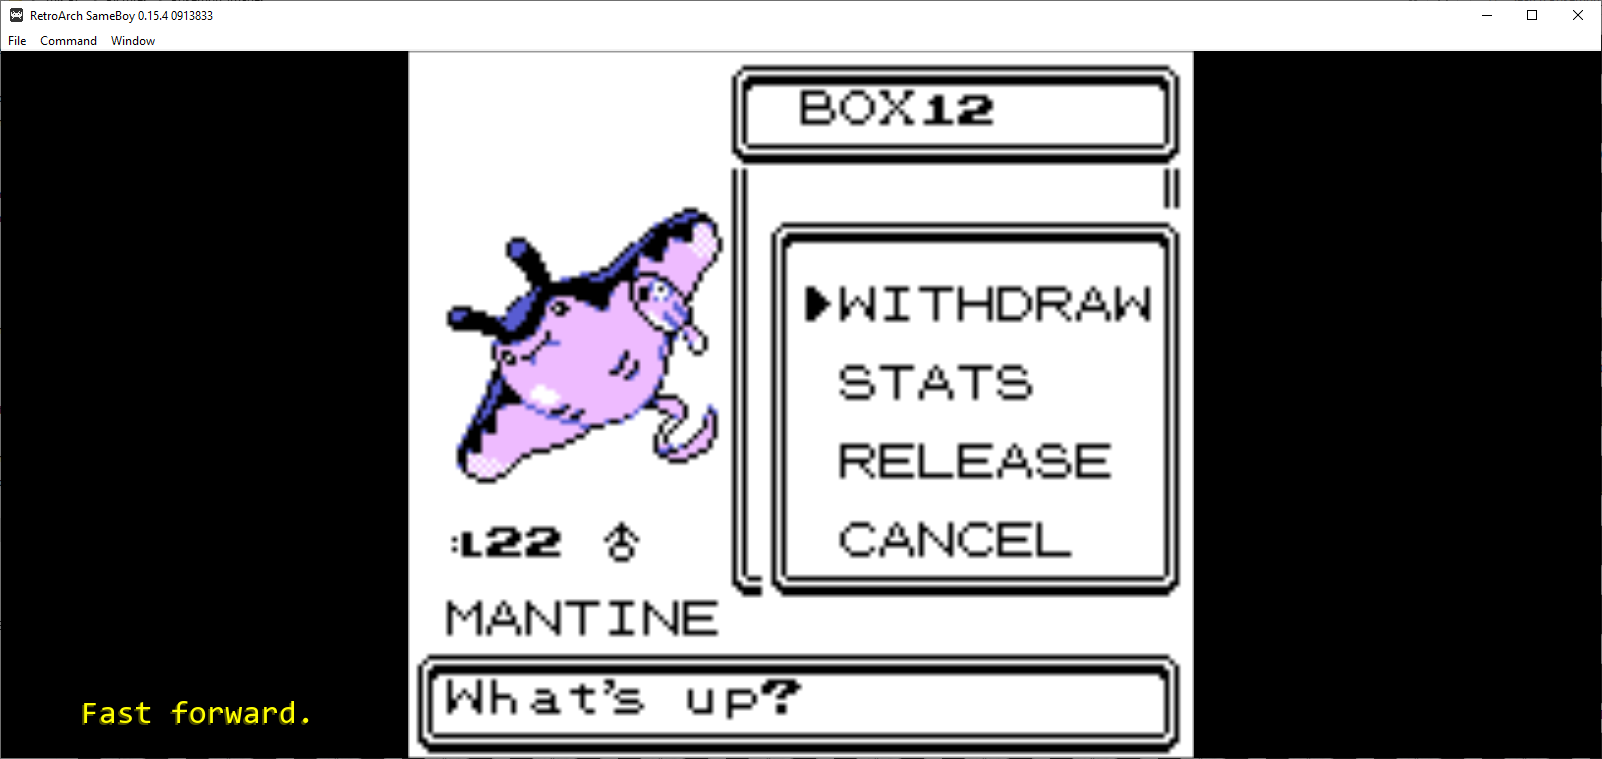 RetroArch SameBoy 0.15.4 0913833
File Command Window
BOX12
WITHDRAW
STATS
RELEASE
CANCEL
:L22 ♂
MANTINE
What's up?
Fast forward.